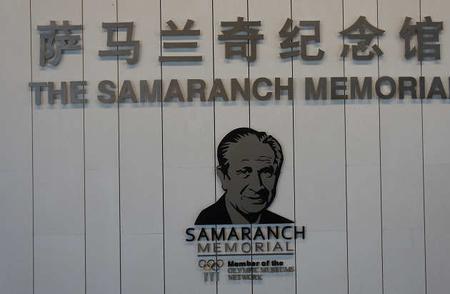 萨马兰奇纪念馆
THE SAMARANCH MEMORIAL
SAMARANCH
MEMORIAL
Member of the
OLYMPIC MUSEUMS
NETWORK